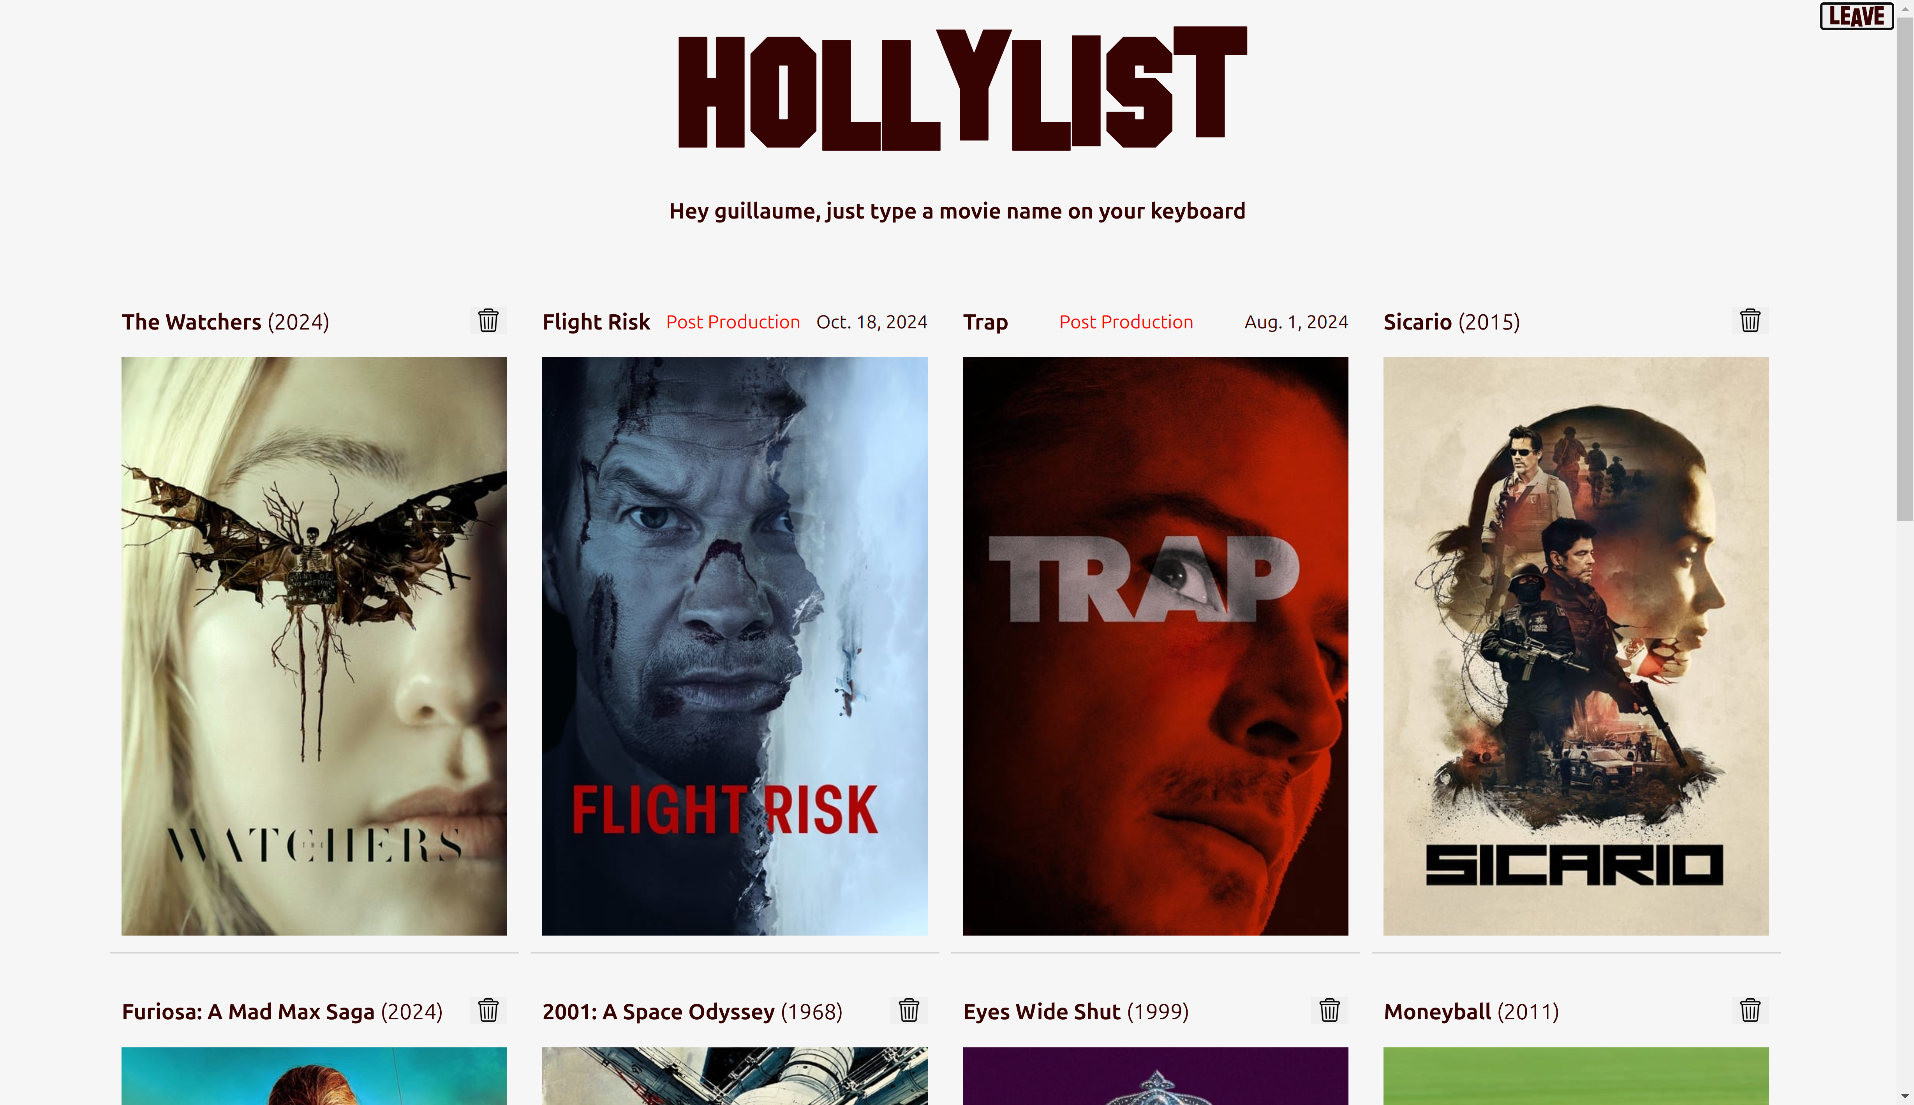 LEAVE
HOLLYLIST
Hey guillaume, just type a movie name on your keyboard
The Watchers (2024)
Flight Risk Post Production Oct. 18, 2024
Trap Post Production Aug. 1, 2024
Sicario (2015)
THE WATCHERS
FLIGHT RISK
TRAP
SICARIO
Furiosa: A Mad Max Saga (2024)
2001: A Space Odyssey (1968)
Eyes Wide Shut (1999)
Moneyball (2011)